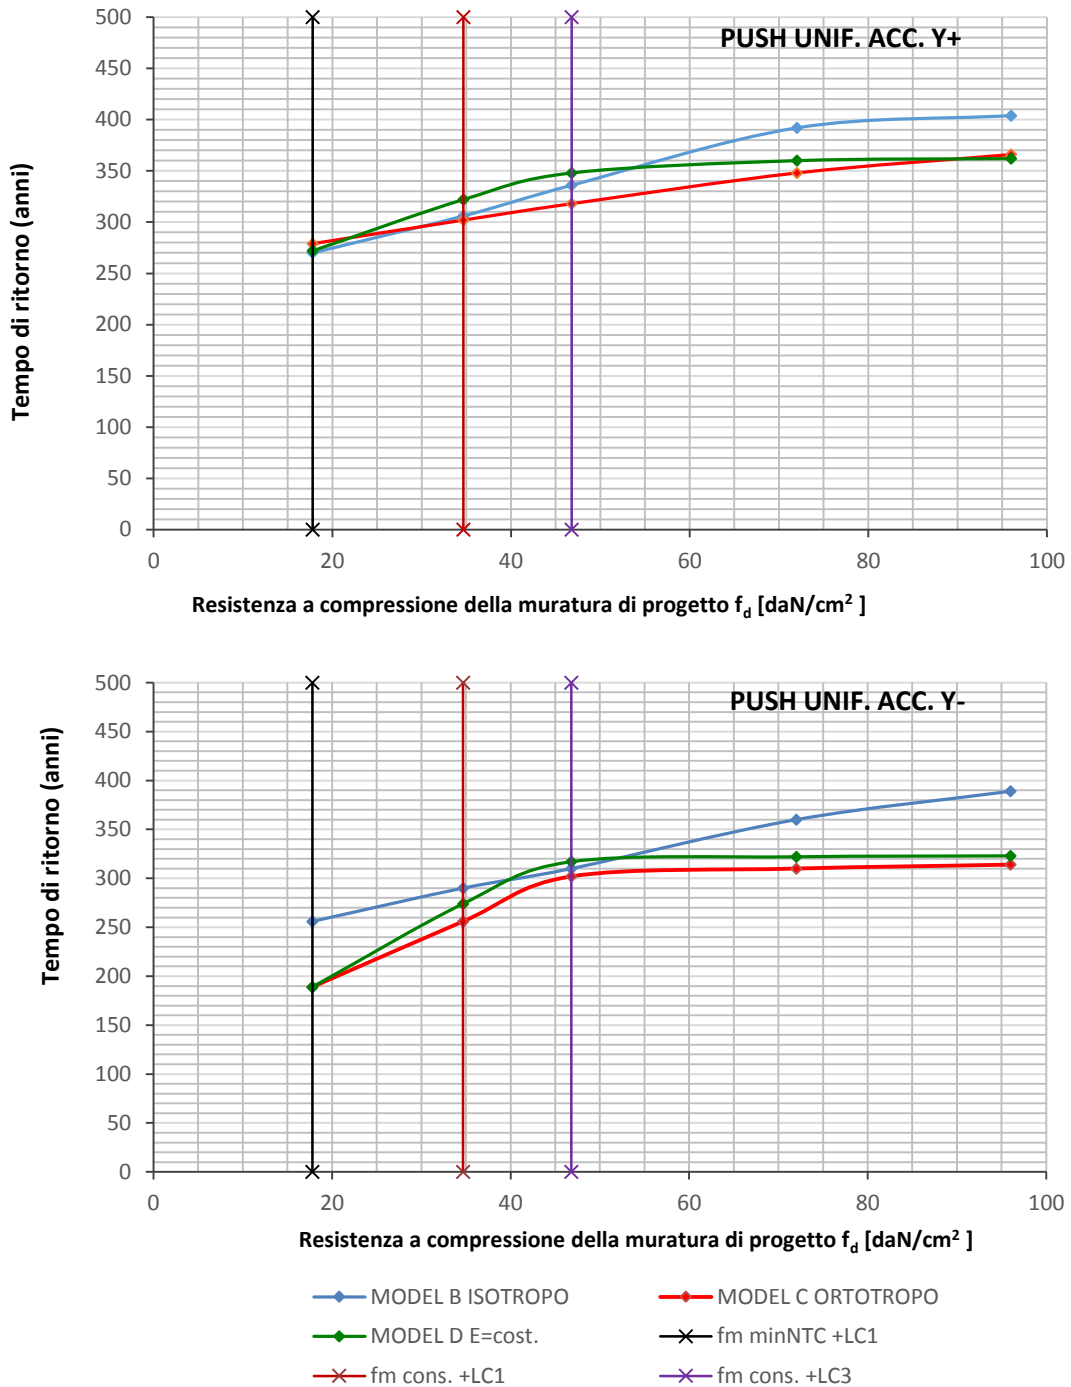 PUSH UNIF. ACC. Y+
Tempo di ritorno (anni)
500
450
400
350
300
250
200
150
100
50
0
0 20 40 60 80 100
Resistenza a compressione della muratura di progetto fd [daN/cm² ]
PUSH UNIF. ACC. Y-
Tempo di ritorno (anni)
500
450
400
350
300
250
200
150
100
50
0
0 20 40 60 80 100
Resistenza a compressione della muratura di progetto fd [daN/cm² ]
MODEL B ISOTROPO MODEL C ORTOTROPO
MODEL D E=cost. fm minNTC +LC1
fm cons. +LC1 fm cons. +LC3